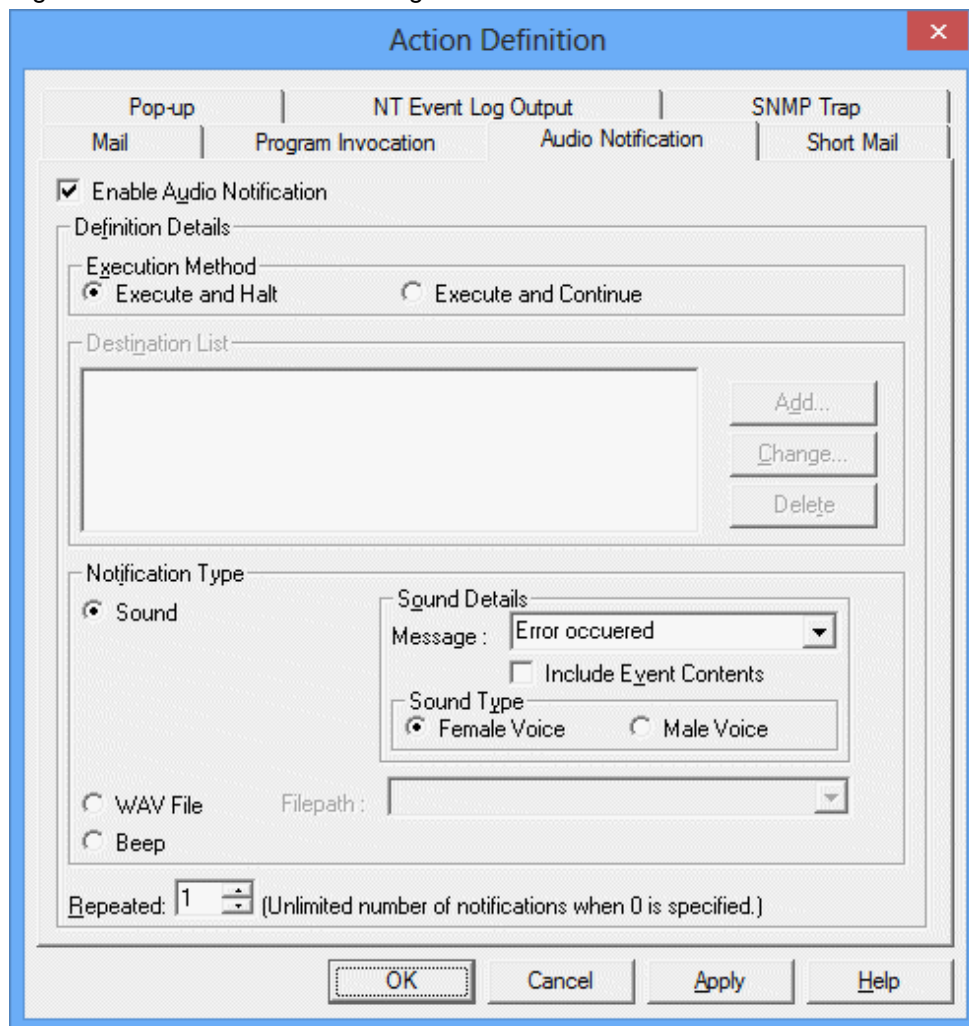 Action Definition
Pop-up NT Event Log Output SNMP Trap
Mail Program Invocation Audio Notification Short Mail
Enable Audio Notification
Definition Details
Execution Method
Execute and Halt Execute and Continue
Destination List
Add...
Change...
Delete
Notification Type
Sound
Sound Details
Message : Error occuered
Include Event Contents
Sound Type
Female Voice Male Voice
WAV File Filepath :
Beep
Repeated: 1 (Unlimited number of notifications when 0 is specified.)
OK Cancel Apply Help